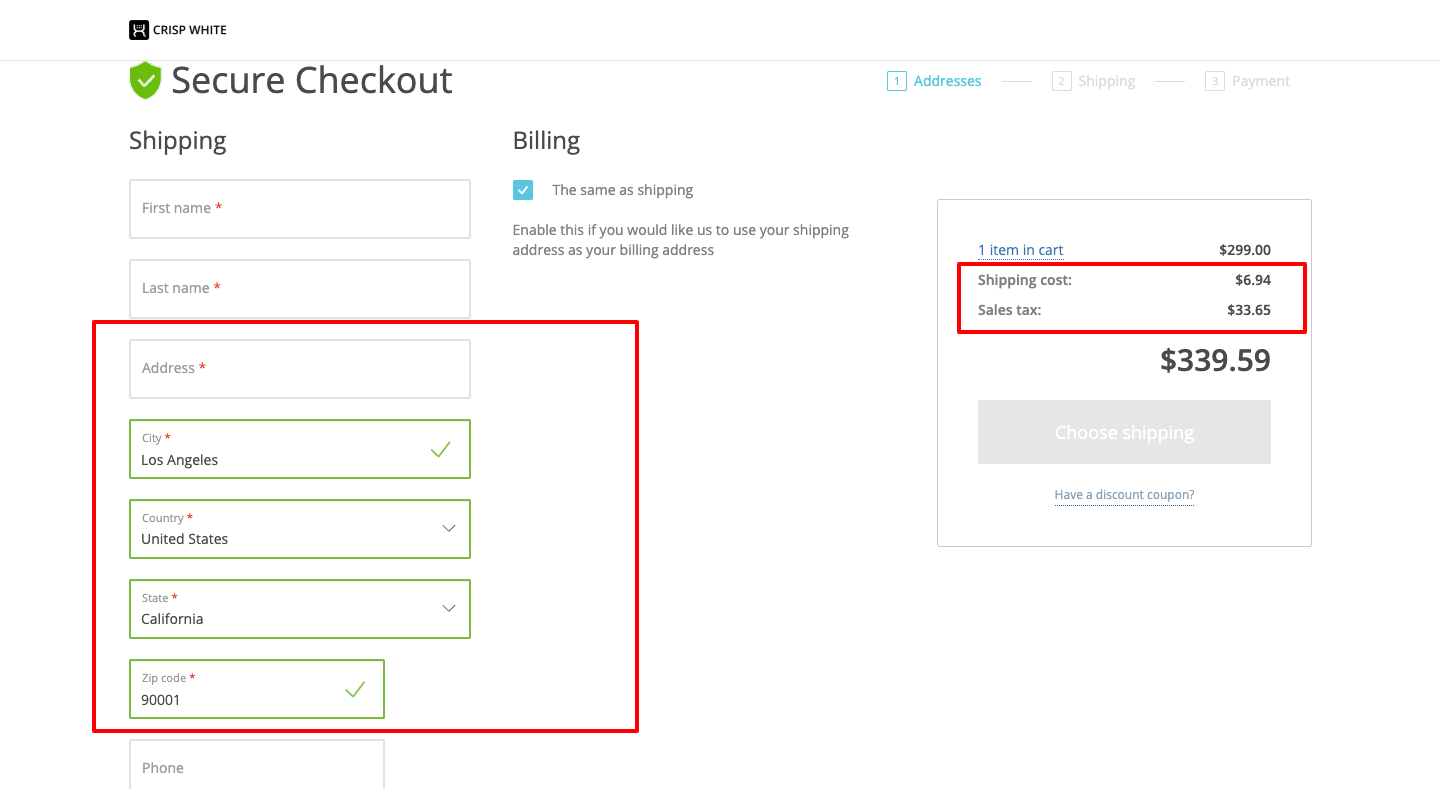 CRISP WHITE
Secure Checkout
1 Addresses 2 Shipping 3 Payment
Shipping
First name *
Last name *
Address *
City *
Los Angeles
Country *
United States
State *
California
Zip code *
90001
Phone
Billing
The same as shipping
Enable this if you would like us to use your shipping
address as your billing address
1 item in cart $299.00
Shipping cost: $6.94
Sales tax: $33.65
$339.59
Choose shipping
Have a discount coupon?